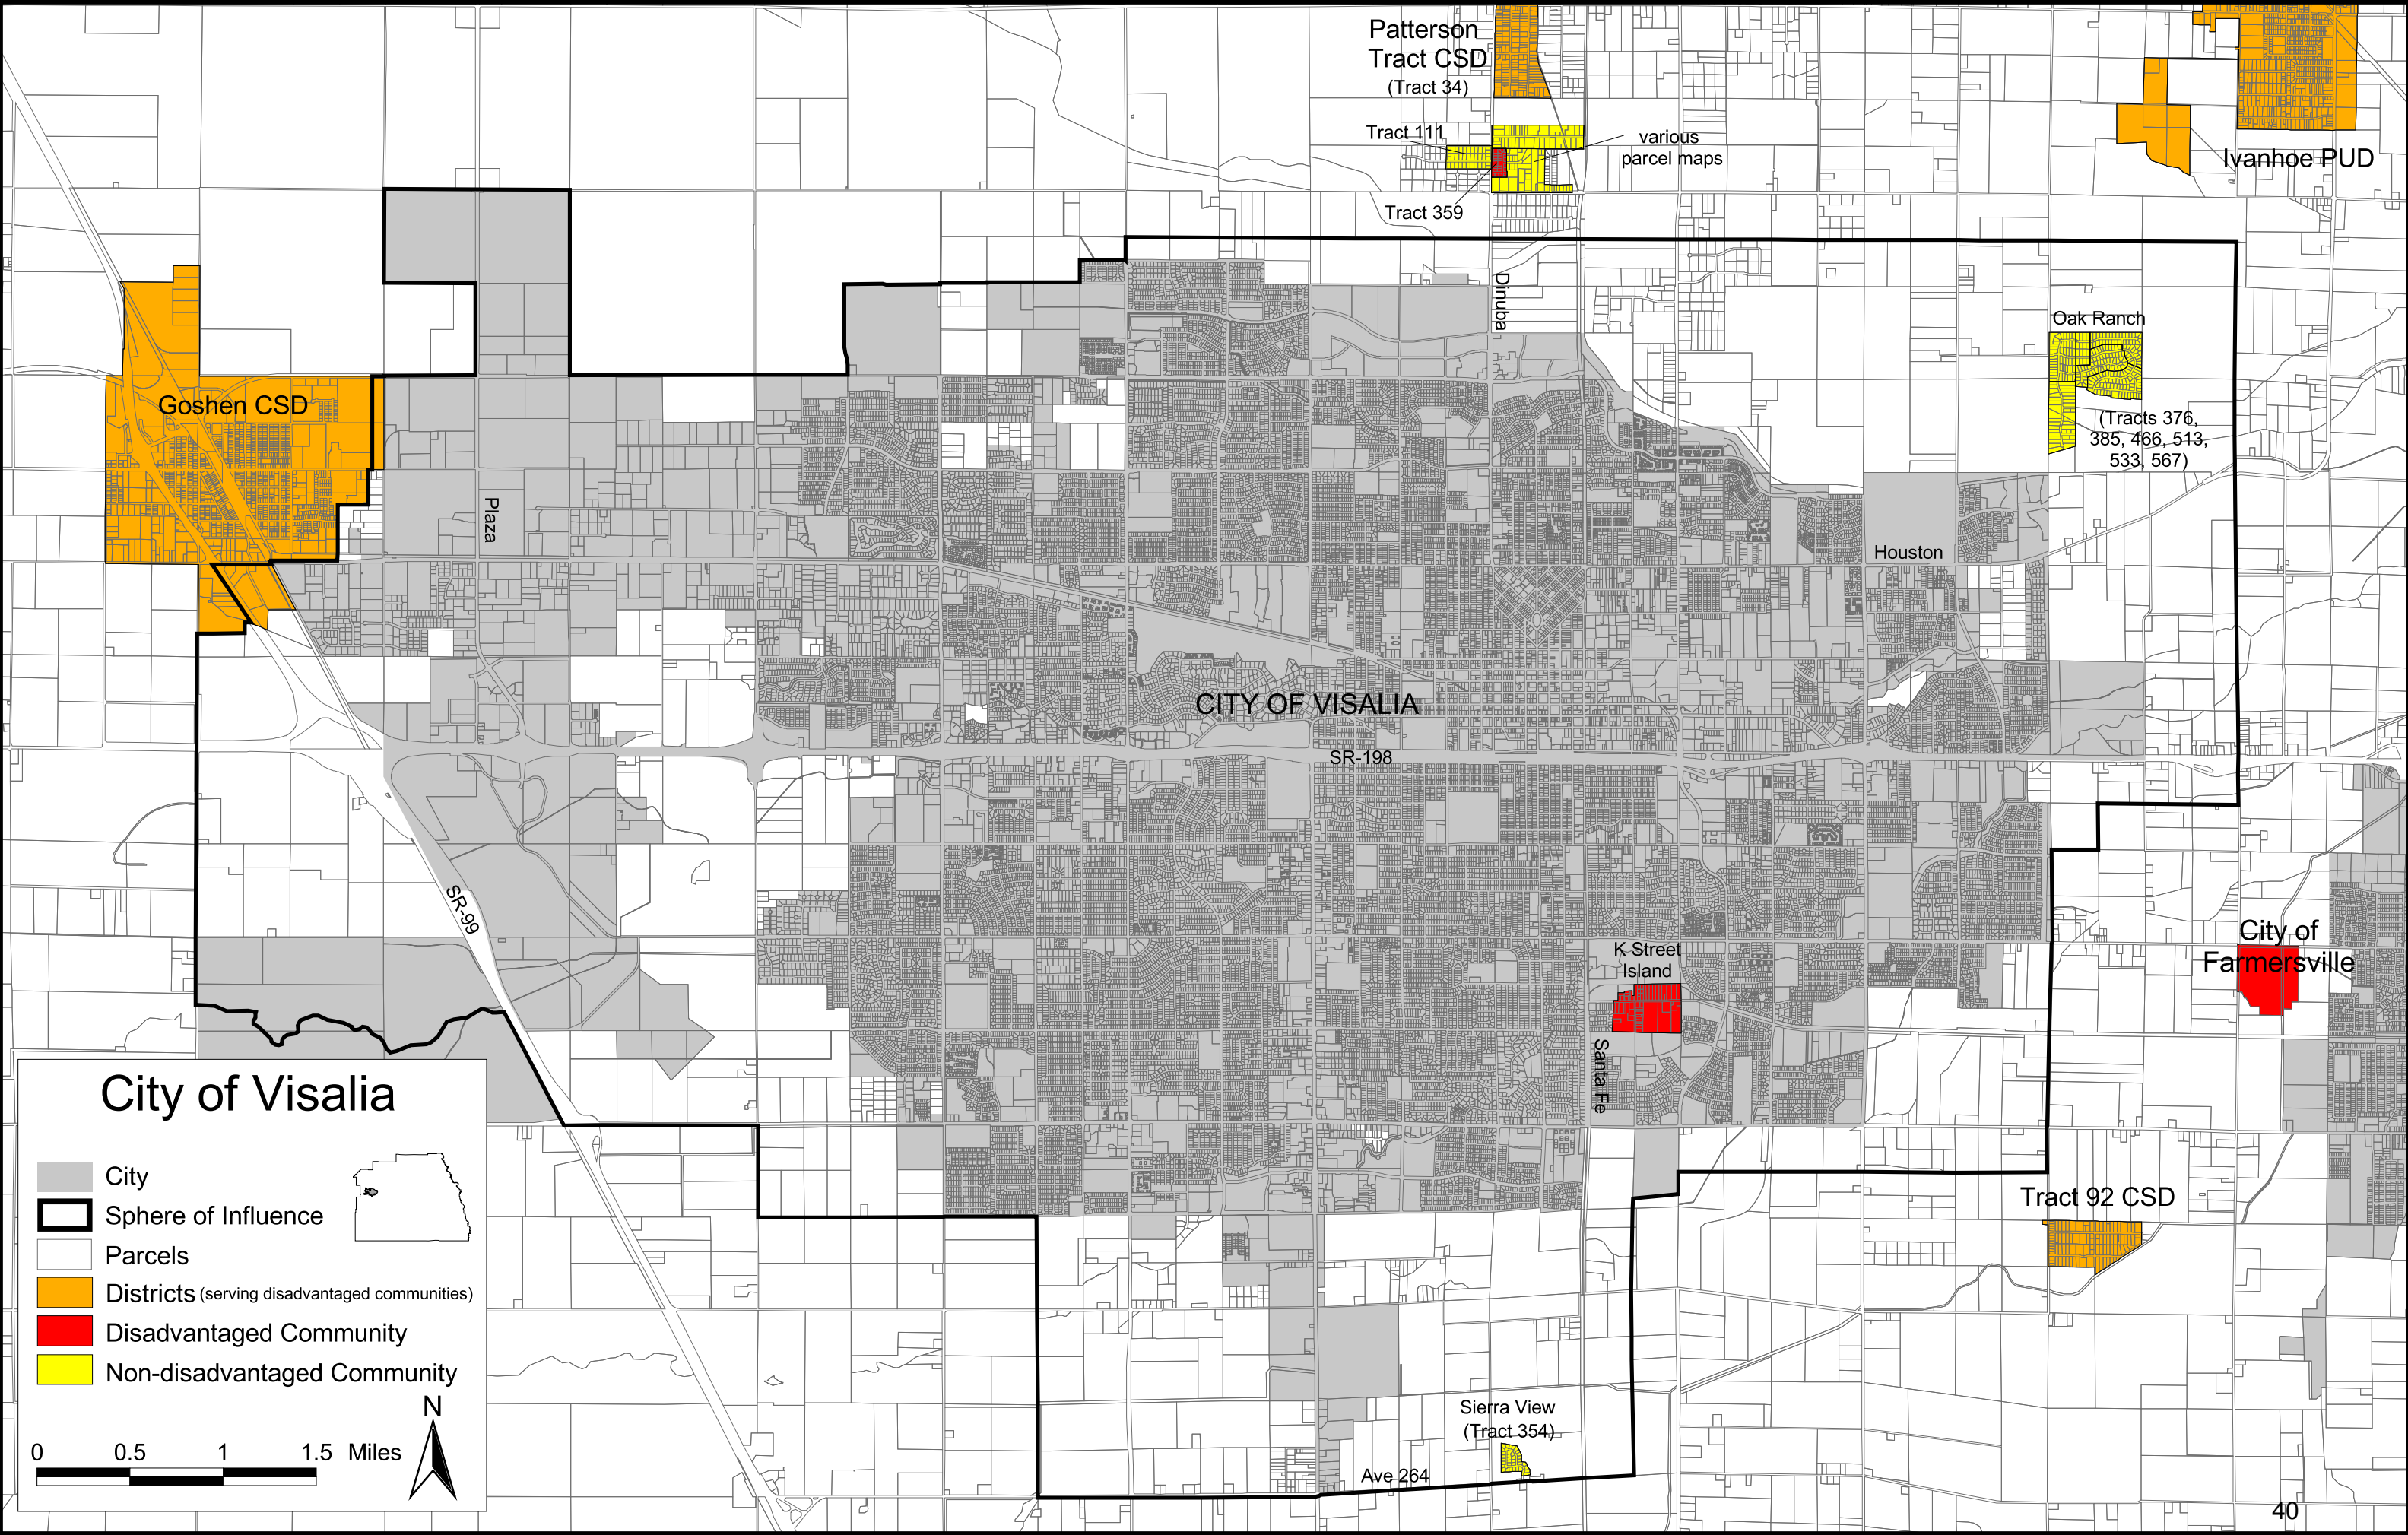 Patterson
Tract CSD
(Tract 34)
Tract 111
various
parcel maps
Ivanhoe PUD
Tract 359
Dinuba
Oak Ranch
(Tracts 376,
385, 466, 513,
533, 567)
Goshen CSD
Plaza
Houston
CITY OF VISALIA
SR-198
SR-99
K Street
Island
City of
Farmersville
Santa Fe
Tract 92 CSD
Sierra View
(Tract 354)
Ave 264
City of Visalia
City
Sphere of Influence
Parcels
Districts (serving disadvantaged communities)
Disadvantaged Community
Non-disadvantaged Community
N
0 0.5 1 1.5 Miles
40